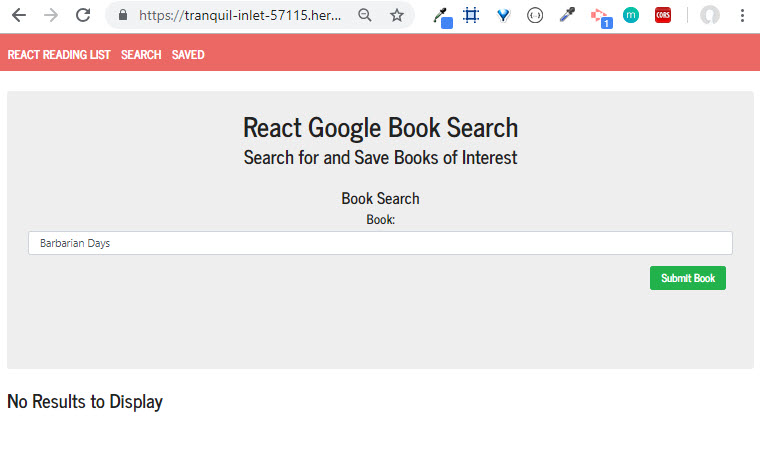 https://tranquil-inlet-57115.her...
1
m
CORS
REACT READING LIST SEARCH SAVED
React Google Book Search
Search for and Save Books of Interest
Book Search
Book:
Barbarian Days
Submit Book
No Results to Display